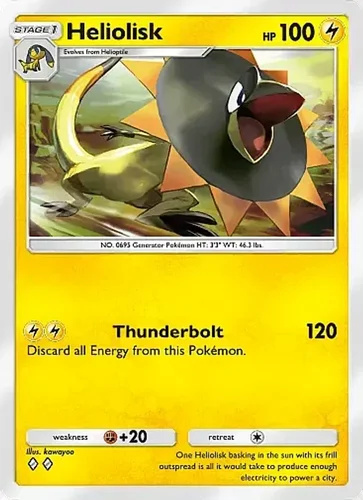 STAGE 1
Heliolisk
HP 100
Evolves from Helioptile
NO. 0695 Generator Pokémon HT: 3'3" WT: 46.3 lbs.
Thunderbolt 120
Discard all Energy from this Pokémon.
weakness +20 retreat
Illus. kawayoo
One Heliolisk basking in the sun with its frill
outspread is all it would take to produce enough
electricity to power a city.